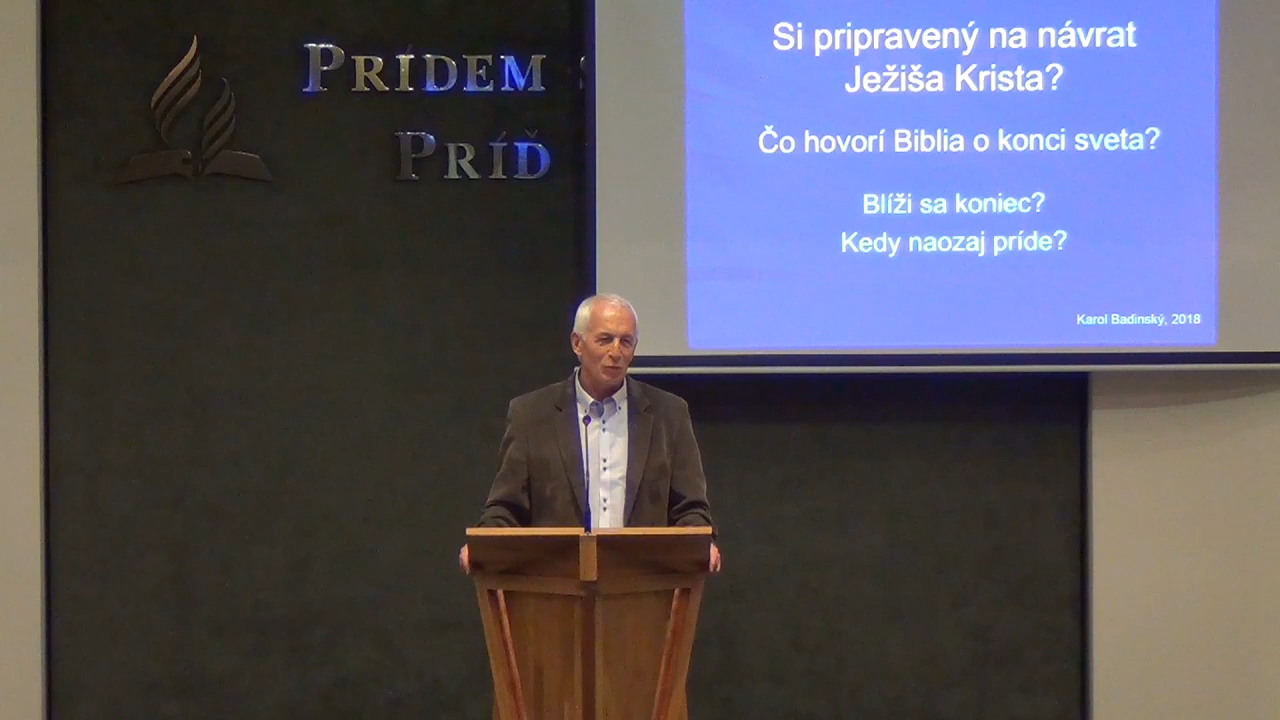 PRÍDEM
PRÍĎ
Si pripravený na návrat
Ježiša Krista?
Čo hovorí Biblia o konci sveta?
Blíži sa koniec?
Kedy naozaj príde?
Karol Badinský, 2018